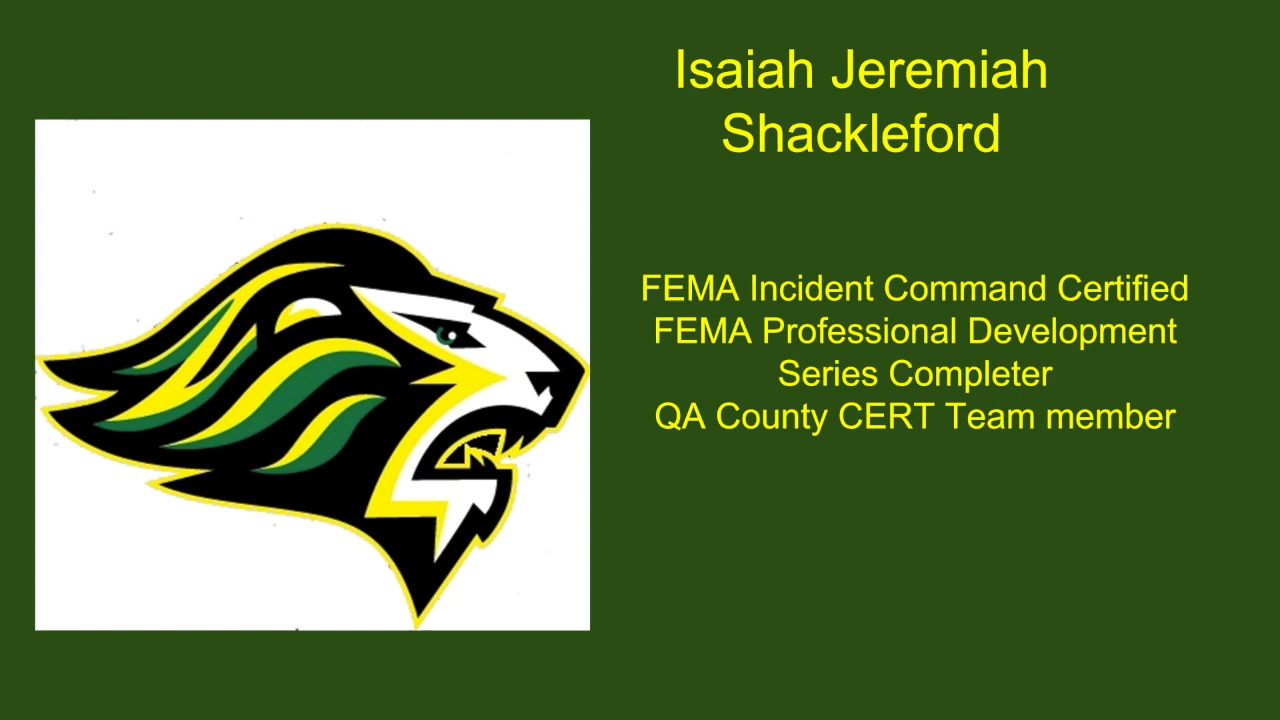 Isaiah Jeremiah
Shackleford
FEMA Incident Command Certified
FEMA Professional Development
Series Completer
QA County CERT Team member